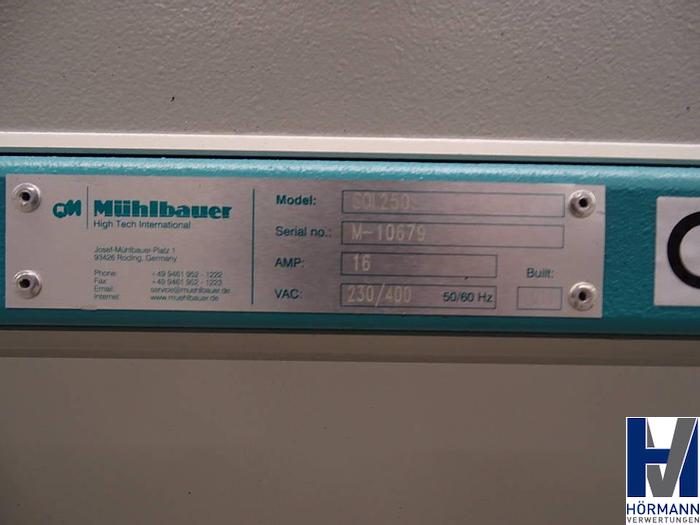 Mühlbauer
High Tech International
Josef-Mühlbauer-Platz 1
93426 Roding, Germany
Phone: +49 9461 952 - 1222
Fax: +49 9461 952 - 1223
Email: service@muehlbauer.de
Internet: www.muehlbauer.de
Model:
Serial no.: M-10679
AMP: 16
Built:
VAC: 230/400 50/60 Hz
HÖRMANN
VERWERTUNGEN